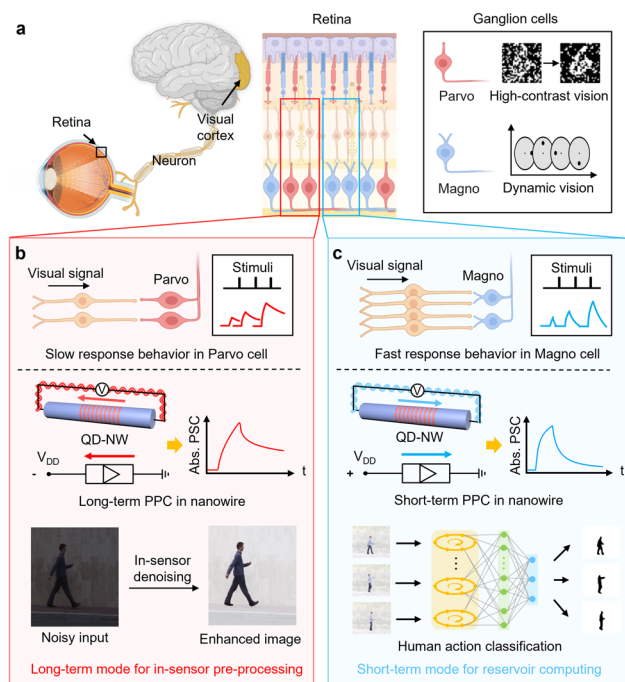 a
Retina
Ganglion cells
Parvo
High-contrast vision
Visual
cortex
Retina
Neuron
Magno
Dynamic vision
b
Visual signal
Parvo
Stimuli
Slow response behavior in Parvo cell
V
QD-NW
Abs. PSC
t
V_DD
-
Long-term PPC in nanowire
In-sensor
denoising
Noisy input
Enhanced image
Long-term mode for in-sensor pre-processing
c
Visual signal
Magno
Stimuli
Fast response behavior in Magno cell
V
QD-NW
Abs. PSC
t
V_DD
+
Short-term PPC in nanowire
Human action classification
Short-term mode for reservoir computing